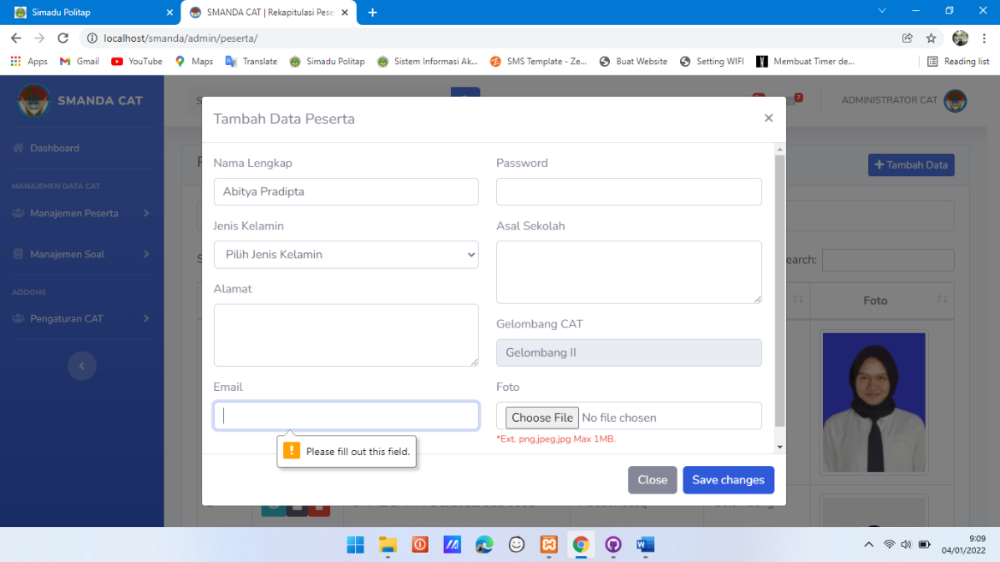 Simadu Politap
SMANDA CAT | Rekapitulasi Pese
localhost/smanda/admin/peserta/
Apps Gmail YouTube Maps Translate Simadu Politap Sistem Informasi Ak... SMS Template - Ze... Buat Website Setting WIFI Membuat Timer de... Reading list
SMANDA CAT
ADMINISTRATOR CAT
7
Dashboard
MANAJEMEN DATA CAT
Manajemen Peserta
Manajemen Soal
ADDONS
Pengaturan CAT
Tambah Data
earch:
Foto
Tambah Data Peserta
×
Nama Lengkap
Abitya Pradipta
Jenis Kelamin
Pilih Jenis Kelamin
Alamat
Email
Please fill out this field.
Password
Asal Sekolah
Gelombang CAT
Gelombang II
Foto
Choose File No file chosen
*Ext. png,jpeg,jpg Max 1MB.
Close Save changes
9:09
04/01/2022